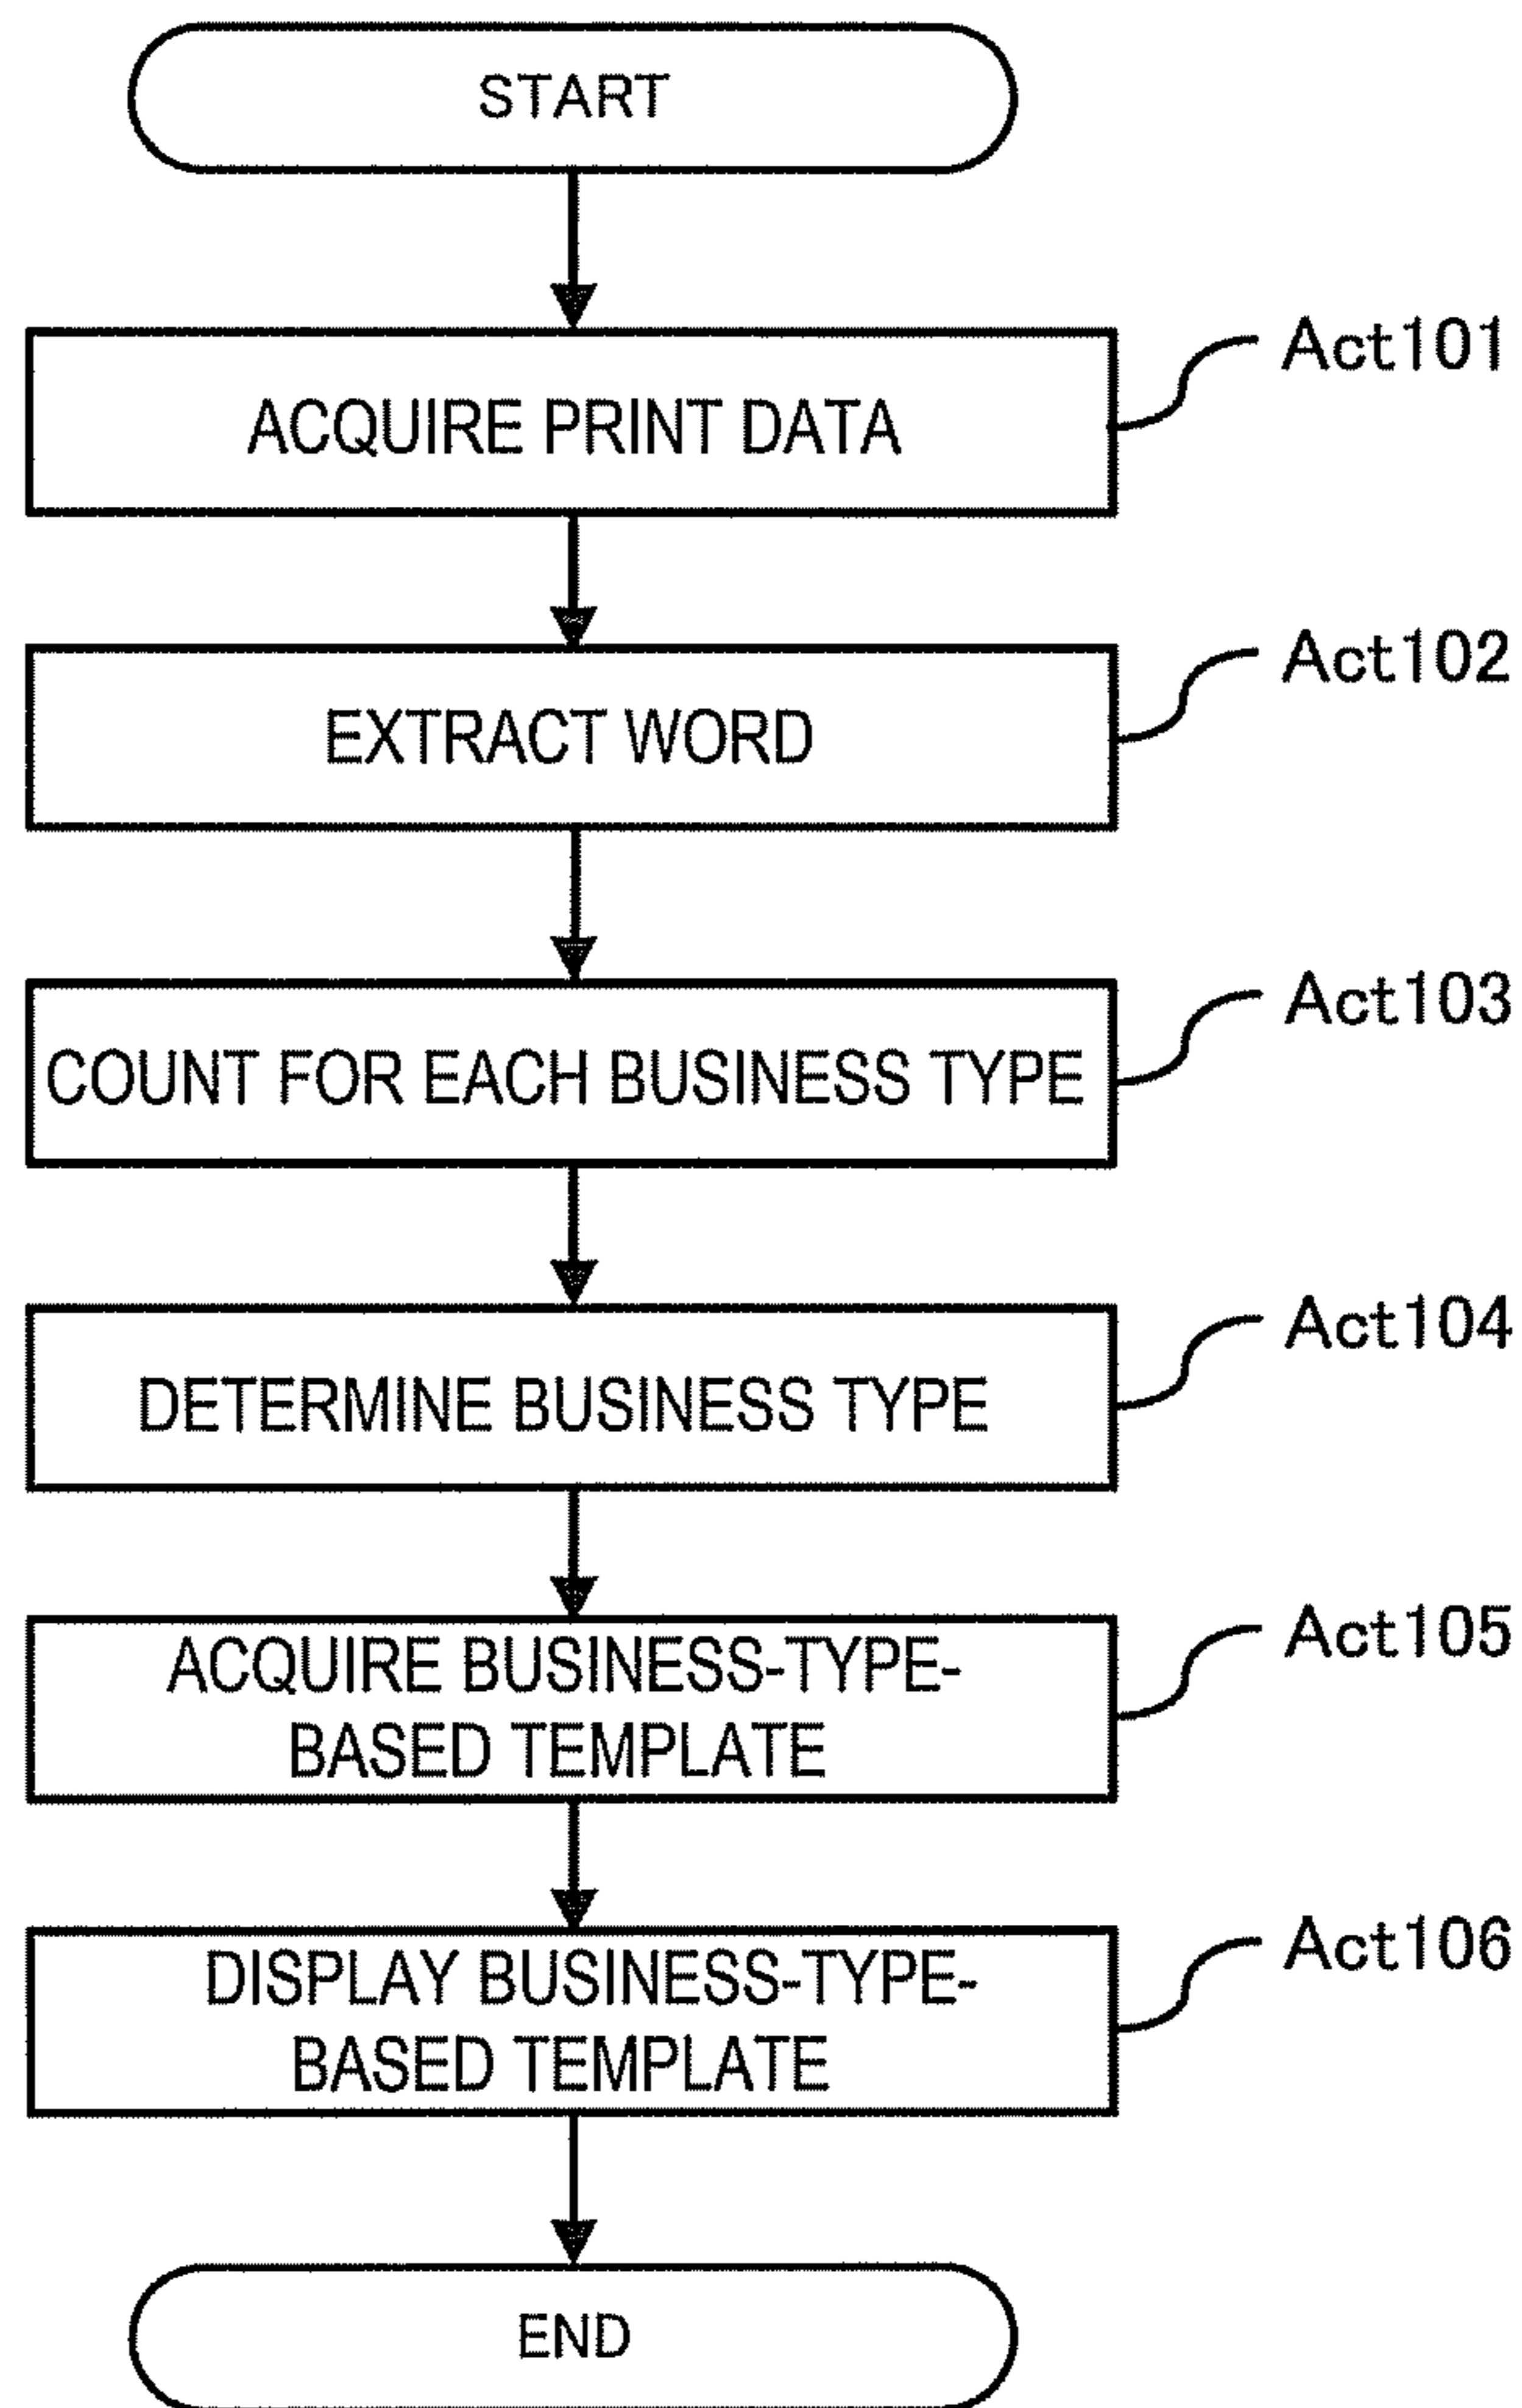 START
ACQUIRE PRINT DATA
Act101
EXTRACT WORD
Act102
COUNT FOR EACH BUSINESS TYPE
Act103
DETERMINE BUSINESS TYPE
Act104
ACQUIRE BUSINESS-TYPE-
BASED TEMPLATE
Act105
DISPLAY BUSINESS-TYPE-
BASED TEMPLATE
Act106
END